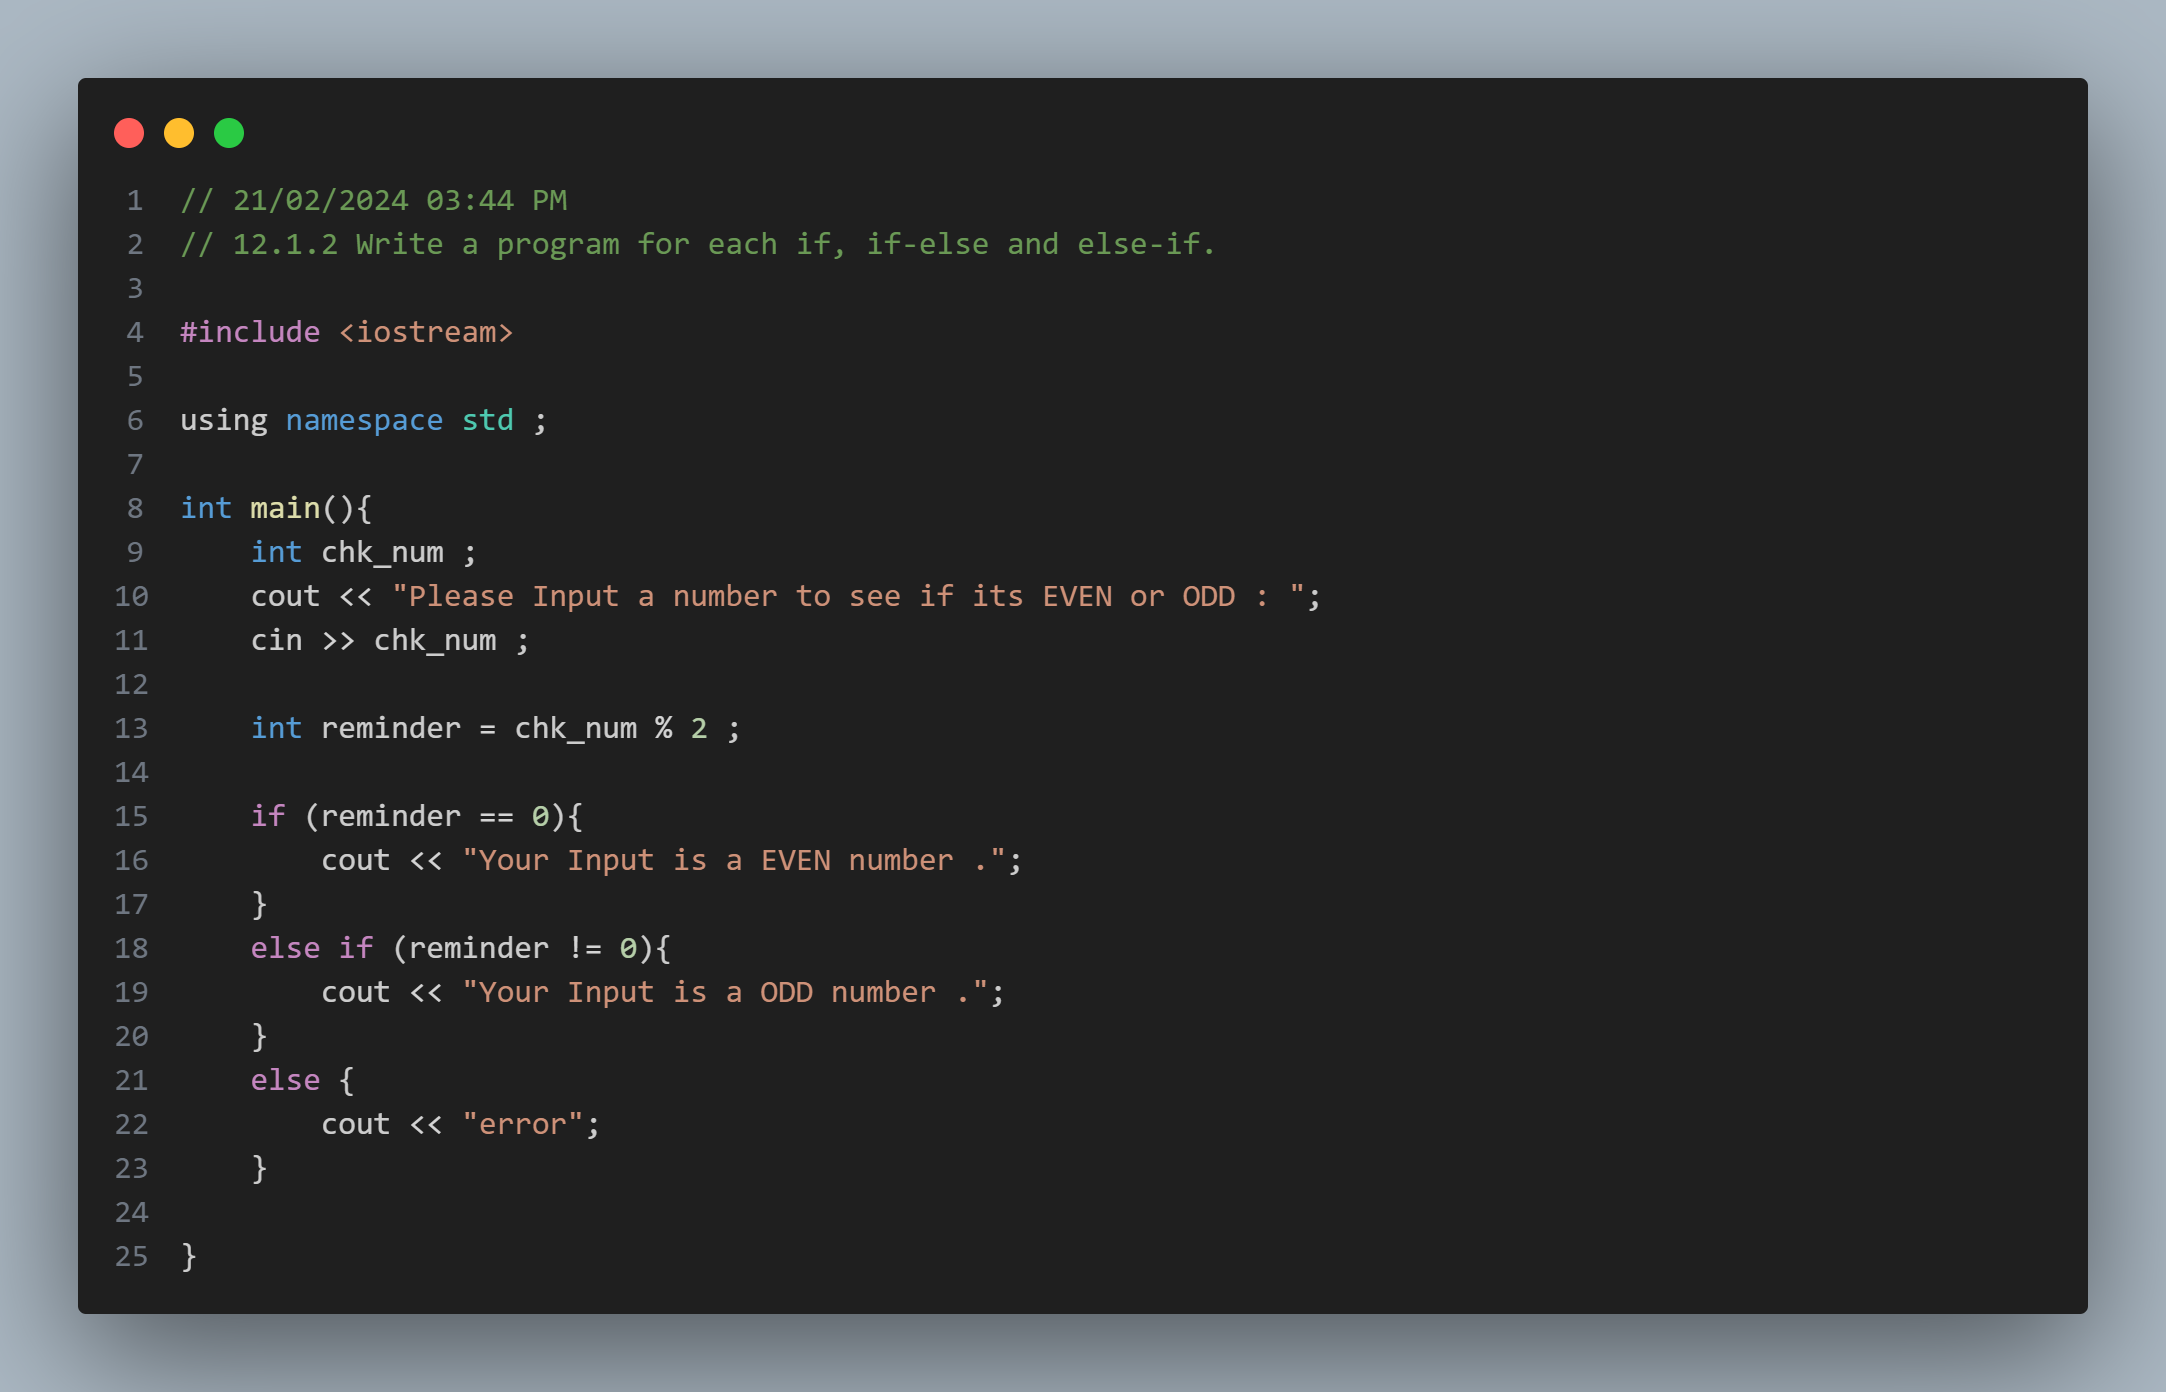 1 // 21/02/2024 03:44 PM
2 // 12.1.2 Write a program for each if, if-else and else-if.
3
4 #include <iostream>
5
6 using namespace std ;
7
8 int main(){
9     int chk_num ;
10     cout << "Please Input a number to see if its EVEN or ODD : ";
11     cin >> chk_num ;
12
13     int reminder = chk_num % 2 ;
14
15     if (reminder == 0){
16         cout << "Your Input is a EVEN number .";
17     }
18     else if (reminder != 0){
19         cout << "Your Input is a ODD number .";
20     }
21     else {
22         cout << "error";
23     }
24
25 }